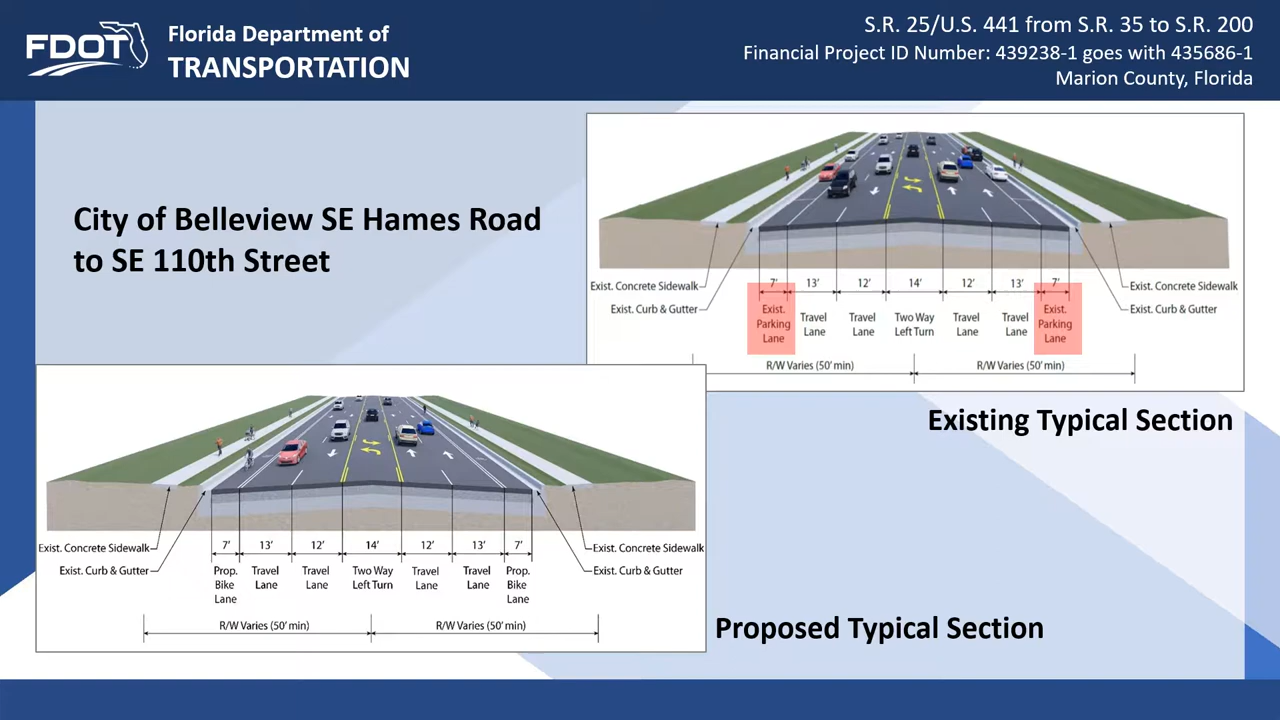 FDOT
Florida Department of
TRANSPORTATION
S.R. 25/U.S. 441 from S.R. 35 to S.R. 200
Financial Project ID Number: 439238-1 goes with 435686-1
Marion County, Florida
City of Belleview SE Hames Road
to SE 110th Street
Exist. Concrete Sidewalk
Exist. Curb & Gutter
7' 13' 12' 14' 12' 13' 7'
Exist. Parking Lane
Travel Lane
Travel Lane
Two Way Left Turn
Travel Lane
Travel Lane
Exist. Parking Lane
Exist. Concrete Sidewalk
Exist. Curb & Gutter
R/W Varies (50' min)
R/W Varies (50' min)
Existing Typical Section
Exist. Concrete Sidewalk
Exist. Curb & Gutter
7' 13' 12' 14' 12' 13' 7'
Prop. Bike Lane
Travel Lane
Travel Lane
Two Way Left Turn
Travel Lane
Travel Lane
Prop. Bike Lane
Exist. Concrete Sidewalk
Exist. Curb & Gutter
R/W Varies (50' min)
R/W Varies (50' min)
Proposed Typical Section